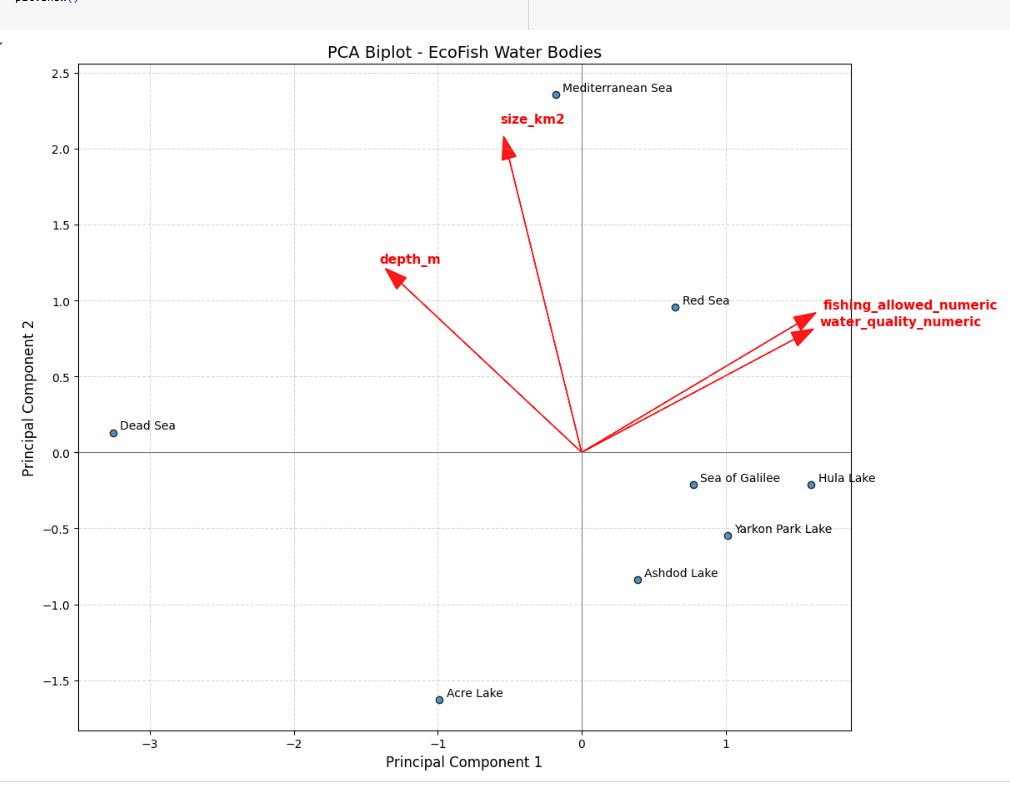 PCA Biplot - EcoFish Water Bodies
2.5
Mediterranean Sea
size_km2
2.0
1.5
depth_m
1.0
Red Sea
fishing_allowed_numeric
water_quality_numeric
0.5
Dead Sea
0.0
Sea of Galilee
Hula Lake
−0.5
Yarkon Park Lake
Ashdod Lake
−1.0
−1.5
Acre Lake
Principal Component 2
−3
−2
−1
0
1
Principal Component 1